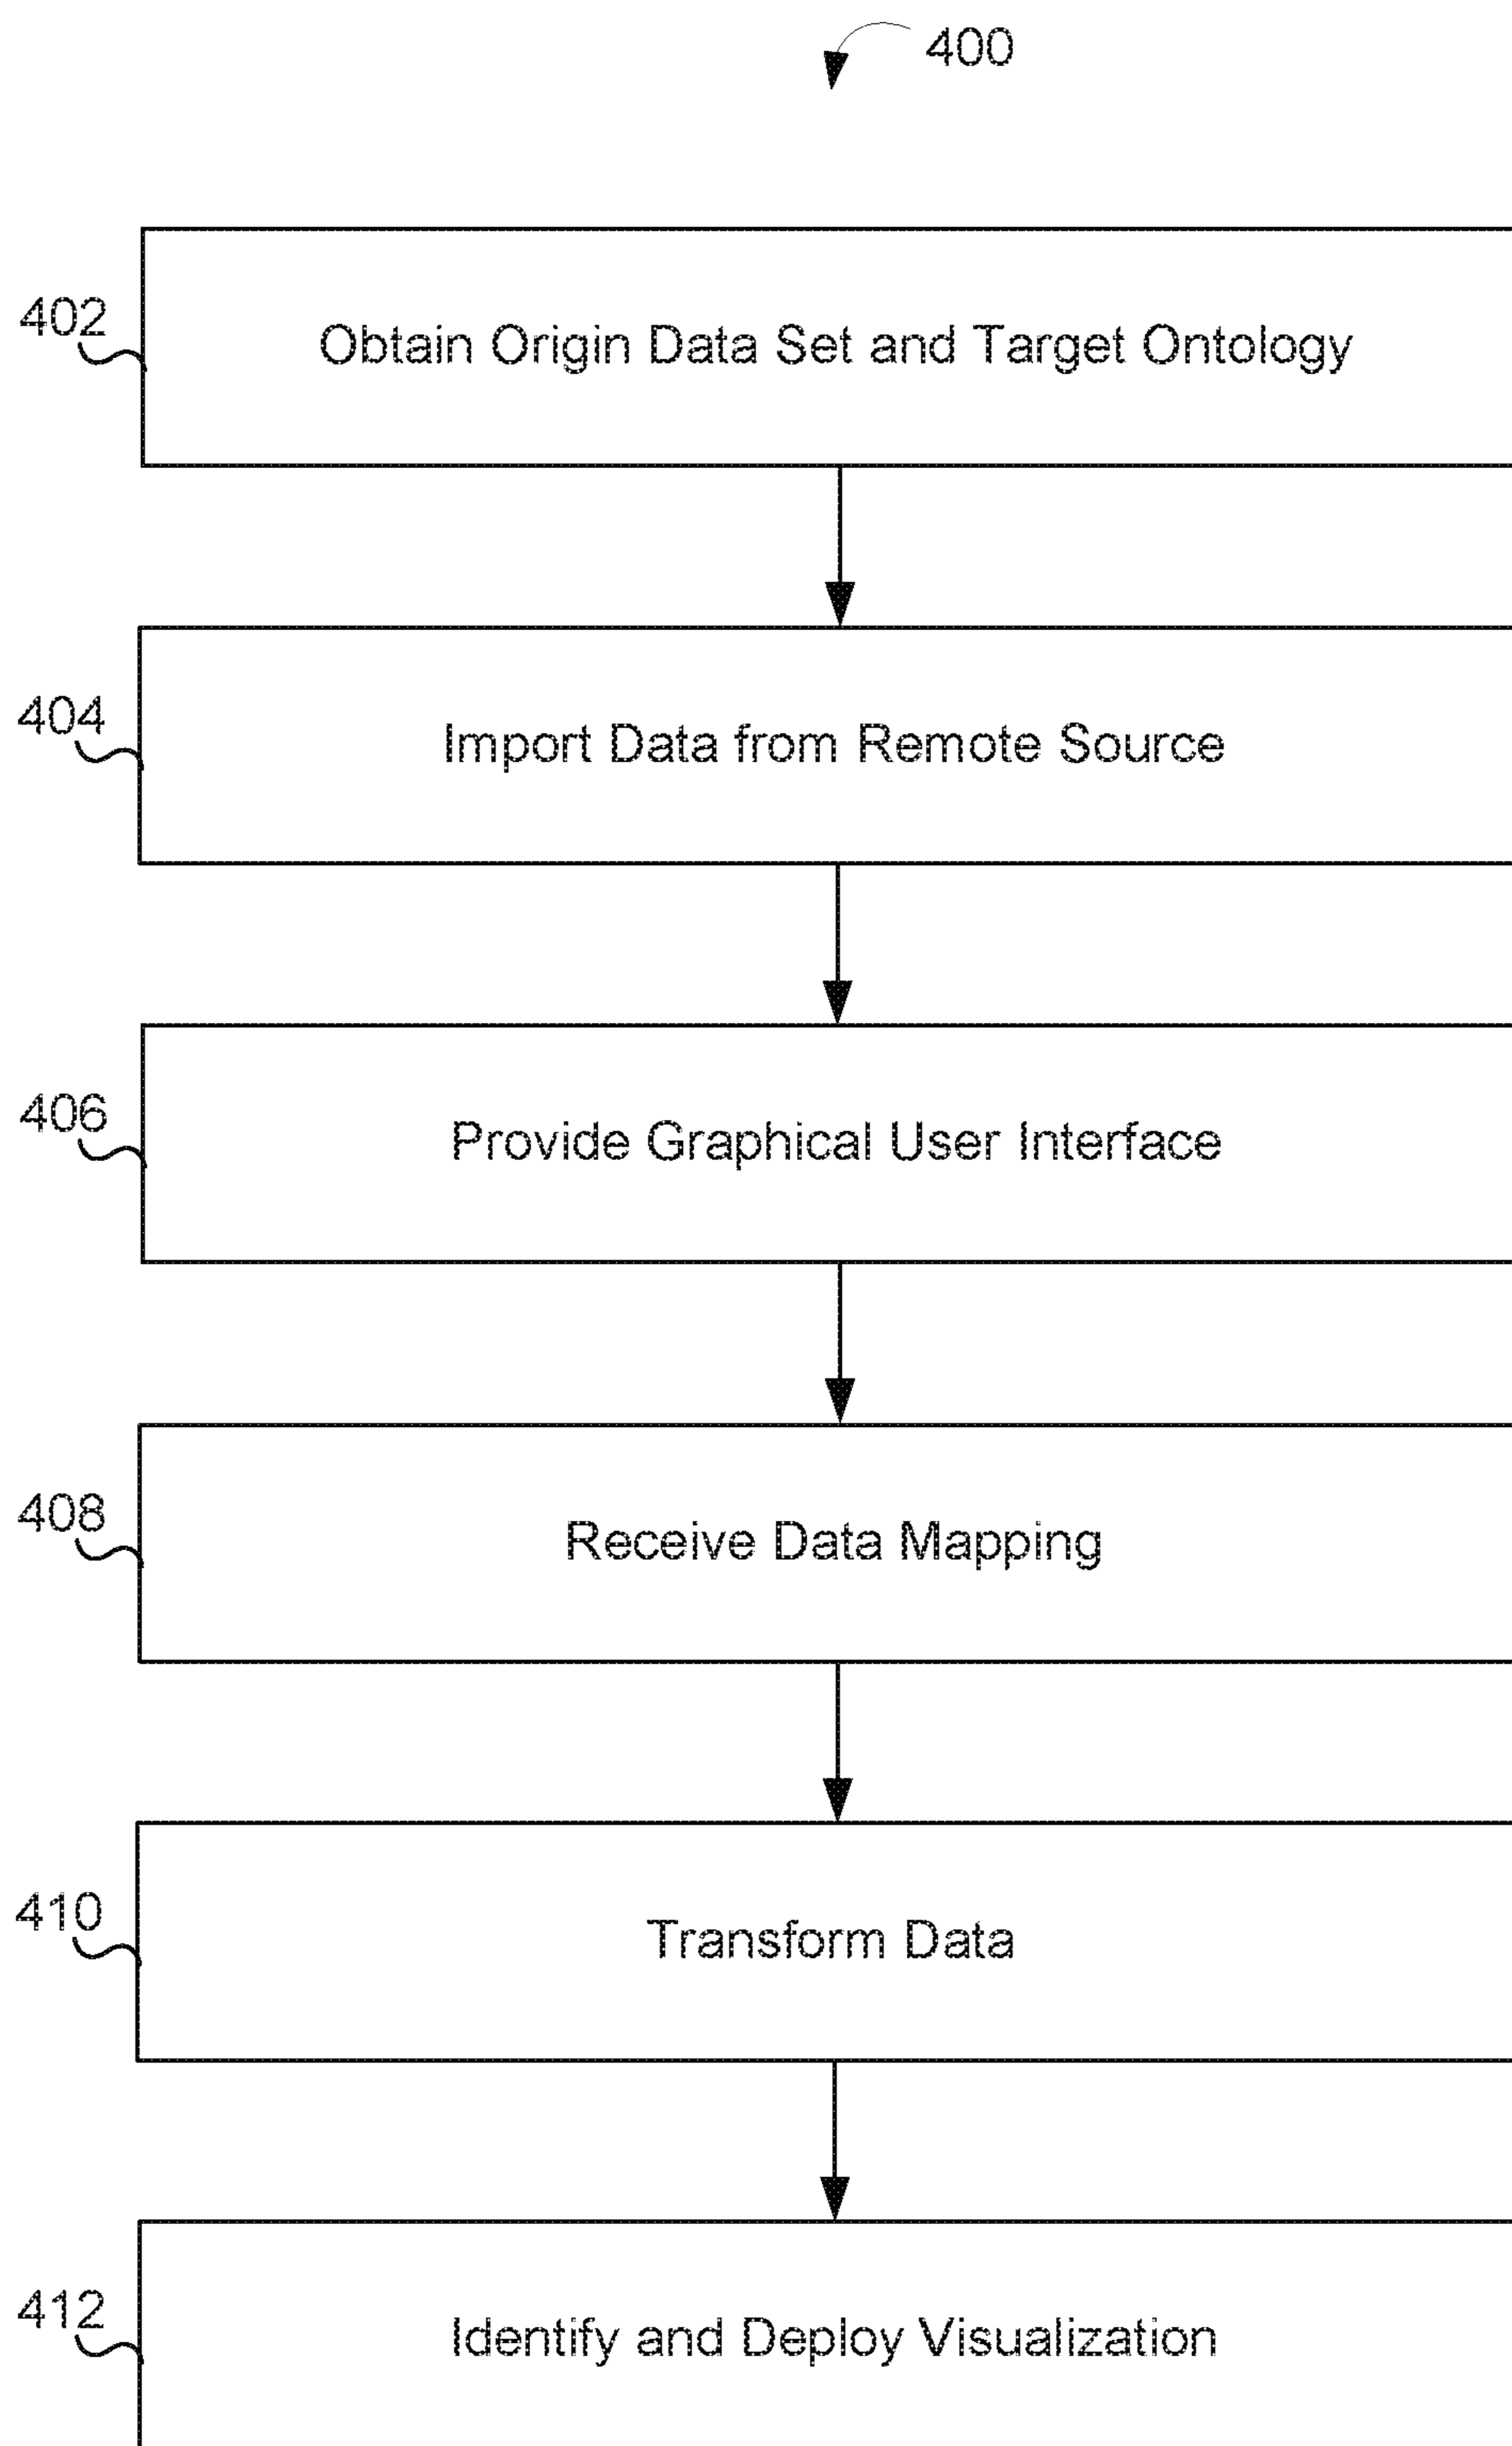 400
402
Obtain Origin Data Set and Target Ontology
404
Import Data from Remote Source
406
Provide Graphical User Interface
408
Receive Data Mapping
410
Transform Data
412
Identify and Deploy Visualization